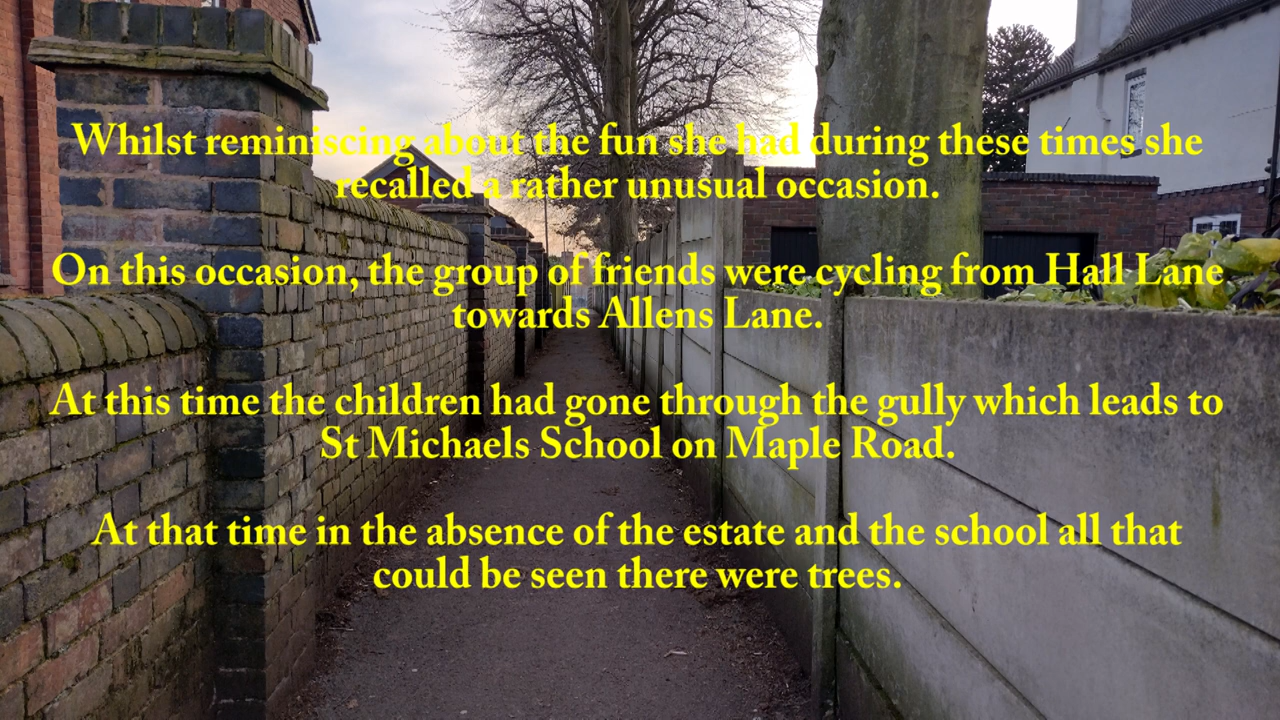 Whilst reminiscing about the fun she had during these times she
recalled a rather unusual occasion.
On this occasion, the group of friends were cycling from Hall Lane
towards Allens Lane.
At this time the children had gone through the gully which leads to
St Michaels School on Maple Road.
At that time in the absence of the estate and the school all that
could be seen there were trees.